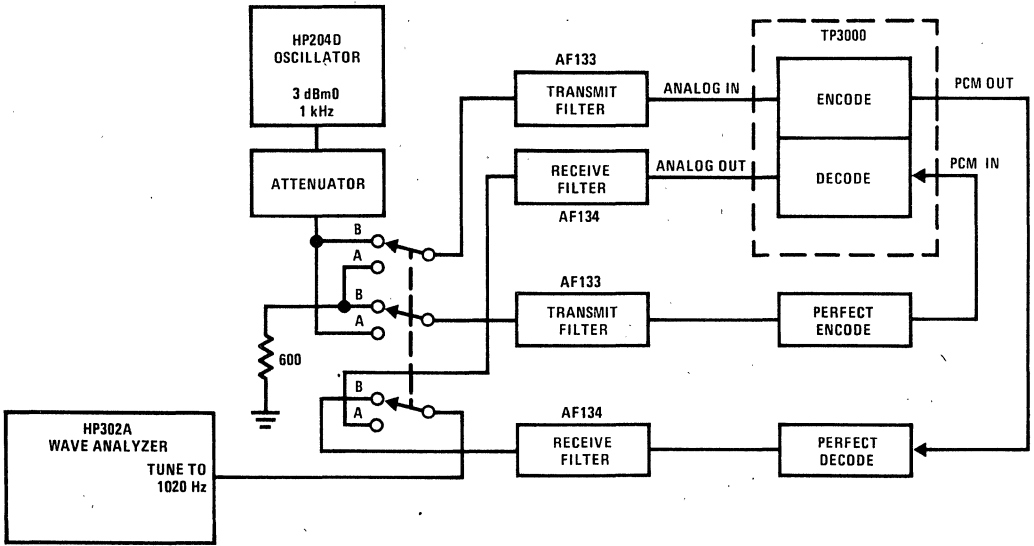 HP204D
OSCILLATOR
3 dBm0
1 kHz
ATTENUATOR
AF133
TRANSMIT
FILTER
ANALOG IN
TP3000
ENCODE
PCM OUT
RECEIVE
FILTER
AF134
ANALOG OUT
DECODE
PCM IN
B
A
B
A
600
AF133
TRANSMIT
FILTER
PERFECT
ENCODE
B
A
AF134
RECEIVE
FILTER
PERFECT
DECODE
HP302A
WAVE ANALYZER
TUNE TO
1020 Hz